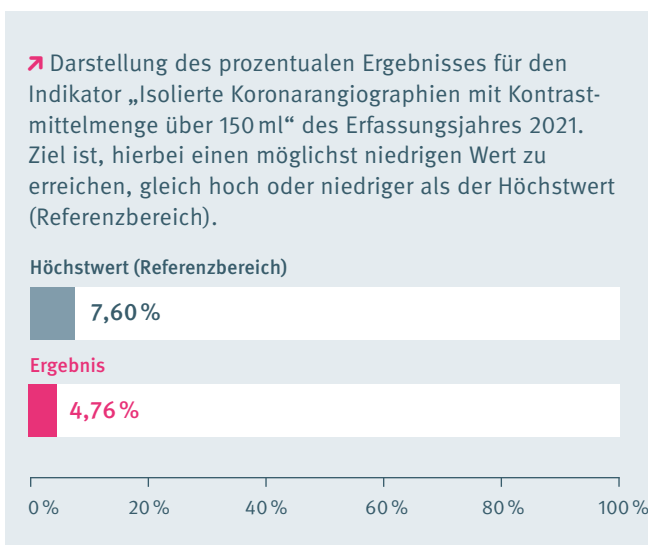 Darstellung des prozentualen Ergebnisses für den
Indikator „Isolierte Koronarangiographien mit Kontrast-
mittelmenge über 150 ml“ des Erfassungsjahres 2021.
Ziel ist, hierbei einen möglichst niedrigen Wert zu
erreichen, gleich hoch oder niedriger als der Höchstwert
(Referenzbereich).
Höchstwert (Referenzbereich)
7,60 %
Ergebnis
4,76 %
0 % 20 % 40 % 60 % 80 % 100 %